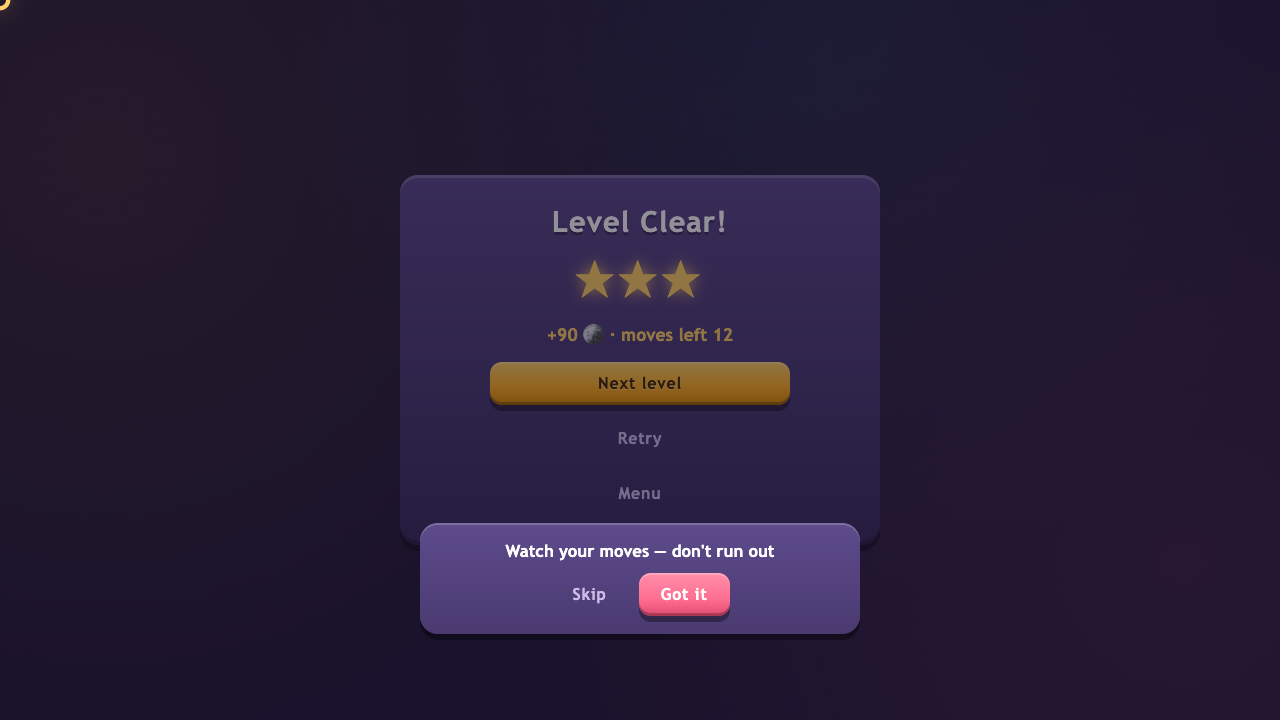 Level Clear!
+90 🌒 · moves left 12
Next level
Retry
Menu
Watch your moves — don't run out
Skip
Got it